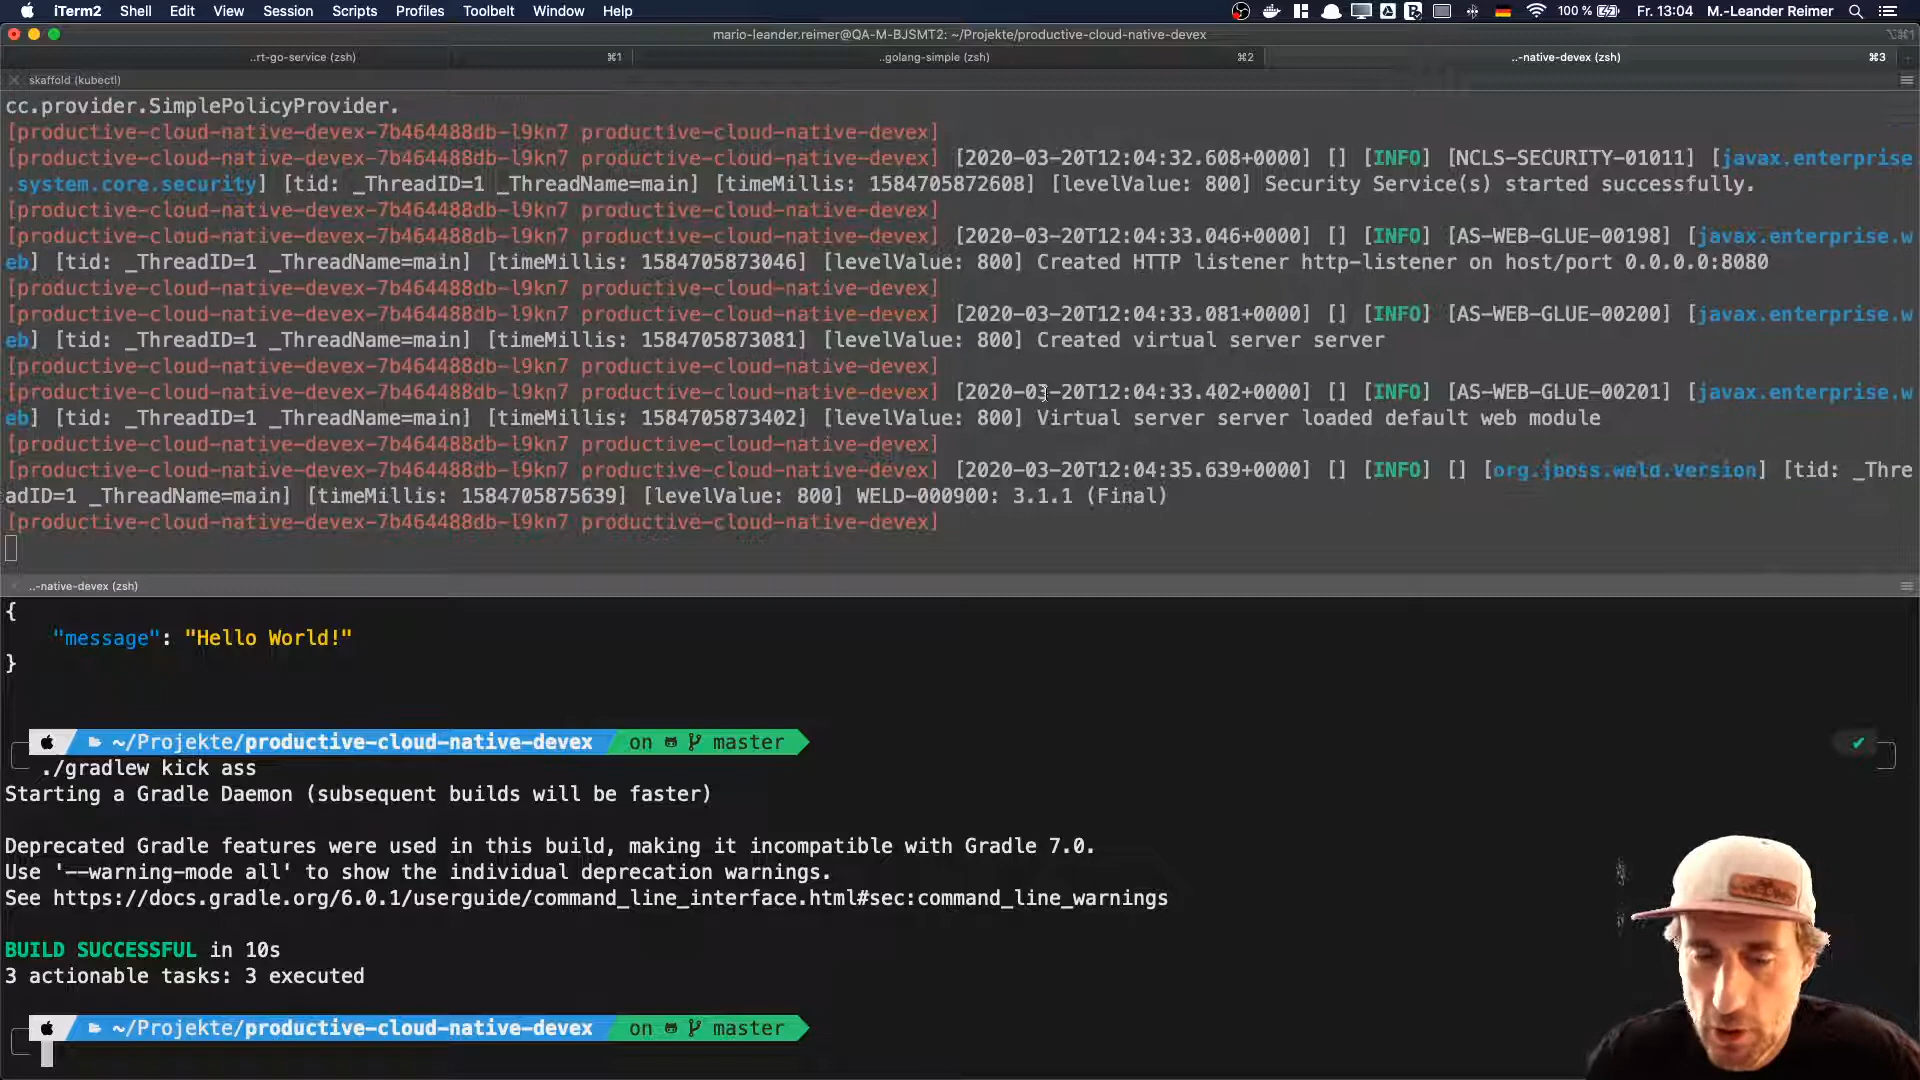 iTerm2 Shell Edit View Session Scripts Profiles Toolbelt Window Help 100 % Fr. 13:04 M.-Leander Reimer
mario-leander.reimer@QA-M-BJSMT2: ~/Projekte/productive-cloud-native-devex ⌥⌘1
..rt-go-service (zsh) ⌘1 ..golang-simple (zsh) ⌘2 ..-native-devex (zsh) ⌘3
skaffold (kubectl)
cc.provider.SimplePolicyProvider.
[productive-cloud-native-devex-7b464488db-l9kn7 productive-cloud-native-devex]
[productive-cloud-native-devex-7b464488db-l9kn7 productive-cloud-native-devex] [2020-03-20T12:04:32.608+0000] [] [INFO] [NCLS-SECURITY-01011] [javax.enterprise
.system.core.security] [tid: _ThreadID=1 _ThreadName=main] [timeMillis: 1584705872608] [levelValue: 800] Security Service(s) started successfully.
[productive-cloud-native-devex-7b464488db-l9kn7 productive-cloud-native-devex]
[productive-cloud-native-devex-7b464488db-l9kn7 productive-cloud-native-devex] [2020-03-20T12:04:33.046+0000] [] [INFO] [AS-WEB-GLUE-00198] [javax.enterprise.w
eb] [tid: _ThreadID=1 _ThreadName=main] [timeMillis: 1584705873046] [levelValue: 800] Created HTTP listener http-listener on host/port 0.0.0.0:8080
[productive-cloud-native-devex-7b464488db-l9kn7 productive-cloud-native-devex]
[productive-cloud-native-devex-7b464488db-l9kn7 productive-cloud-native-devex] [2020-03-20T12:04:33.081+0000] [] [INFO] [AS-WEB-GLUE-00200] [javax.enterprise.w
eb] [tid: _ThreadID=1 _ThreadName=main] [timeMillis: 1584705873081] [levelValue: 800] Created virtual server server
[productive-cloud-native-devex-7b464488db-l9kn7 productive-cloud-native-devex]
[productive-cloud-native-devex-7b464488db-l9kn7 productive-cloud-native-devex] [2020-03-20T12:04:33.402+0000] [] [INFO] [AS-WEB-GLUE-00201] [javax.enterprise.w
eb] [tid: _ThreadID=1 _ThreadName=main] [timeMillis: 1584705873402] [levelValue: 800] Virtual server server loaded default web module
[productive-cloud-native-devex-7b464488db-l9kn7 productive-cloud-native-devex]
[productive-cloud-native-devex-7b464488db-l9kn7 productive-cloud-native-devex] [2020-03-20T12:04:35.639+0000] [] [INFO] [] [org.jboss.weld.Version] [tid: _Thre
adID=1 _ThreadName=main] [timeMillis: 1584705875639] [levelValue: 800] WELD-000900: 3.1.1 (Final)
[productive-cloud-native-devex-7b464488db-l9kn7 productive-cloud-native-devex]
..-native-devex (zsh)
{
"message": "Hello World!"
}
~/Projekte/productive-cloud-native-devex on master ✔
./gradlew kick ass
Starting a Gradle Daemon (subsequent builds will be faster)
Deprecated Gradle features were used in this build, making it incompatible with Gradle 7.0.
Use '--warning-mode all' to show the individual deprecation warnings.
See https://docs.gradle.org/6.0.1/userguide/command_line_interface.html#sec:command_line_warnings
BUILD SUCCESSFUL in 10s
3 actionable tasks: 3 executed
~/Projekte/productive-cloud-native-devex on master